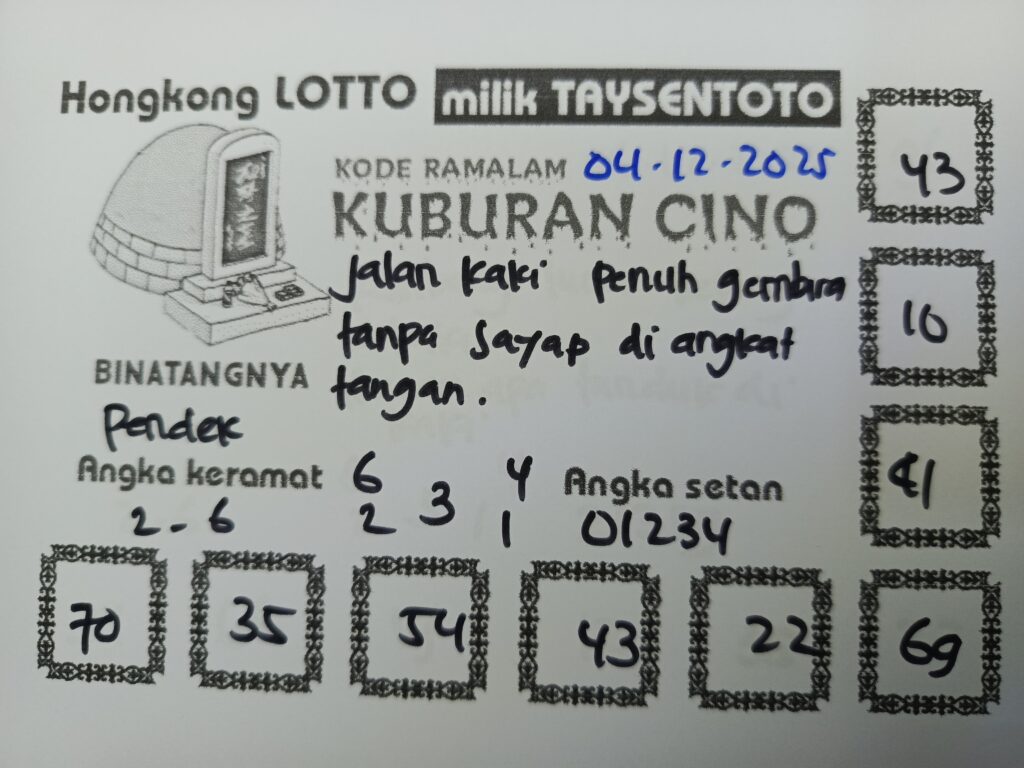 Hongkong LOTTO milik TAYSENTOTO
KODE RAMALAM 04-12-2025
KUBURAN CINO
Jalan kaki penuh gembira
tanpa sayap di angkat
tangan.
BINATANGNYA
Pendek
Angka keramat
2 - 6
6 3 4
2 1
Angka setan
01234
43
10
41
69
70 35 54 43 22